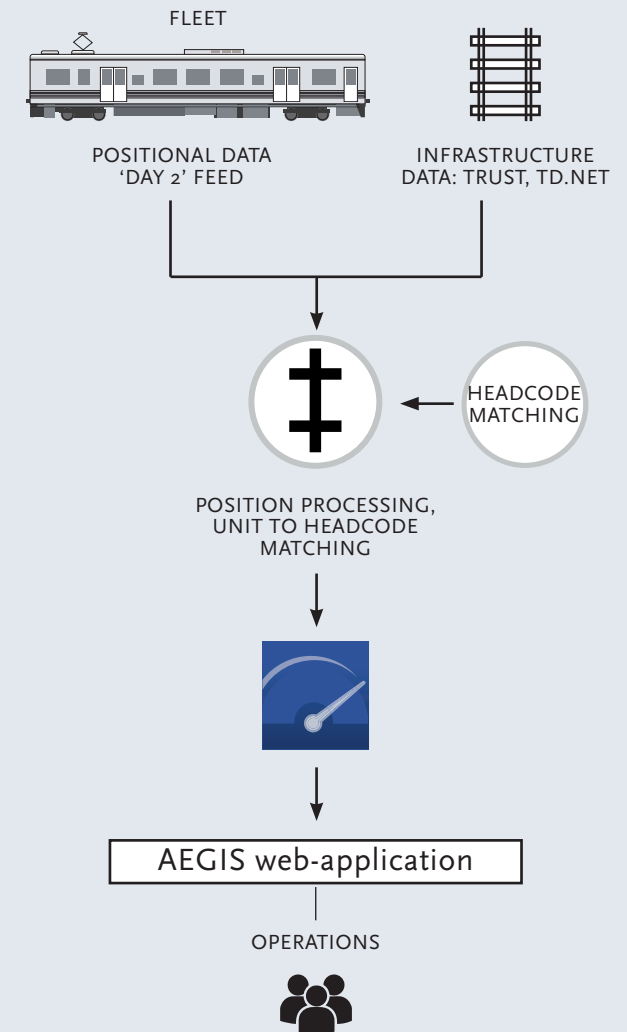 FLEET
POSITIONAL DATA
‘DAY 2’ FEED
INFRASTRUCTURE
DATA: TRUST, TD.NET
HEADCODE
MATCHING
POSITION PROCESSING,
UNIT TO HEADCODE
MATCHING
AEGIS web-application
OPERATIONS